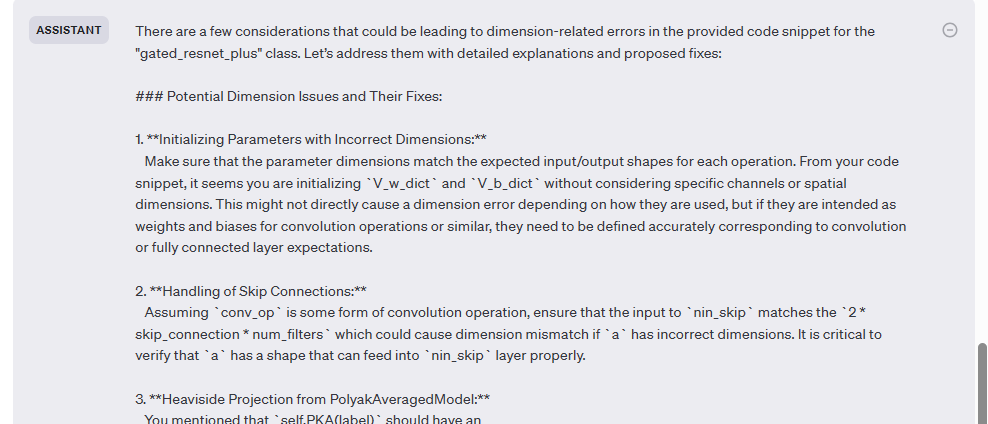 ASSISTANT
There are a few considerations that could be leading to dimension-related errors in the provided code snippet for the
"gated_resnet_plus" class. Let's address them with detailed explanations and proposed fixes:
### Potential Dimension Issues and Their Fixes:
1. **Initializing Parameters with Incorrect Dimensions:**
Make sure that the parameter dimensions match the expected input/output shapes for each operation. From your code
snippet, it seems you are initializing `V_w_dict` and `V_b_dict` without considering specific channels or spatial
dimensions. This might not directly cause a dimension error depending on how they are used, but if they are intended as
weights and biases for convolution operations or similar, they need to be defined accurately corresponding to convolution
or fully connected layer expectations.
2. **Handling of Skip Connections:**
Assuming `conv_op` is some form of convolution operation, ensure that the input to `nin_skip` matches the `2 *
skip_connection * num_filters` which could cause dimension mismatch if `a` has incorrect dimensions. It is critical to
verify that `a` has a shape that can feed into `nin_skip` layer properly.
3. **Heaviside Projection from PolyakAveragedModel:**
You mentioned that `self.PKA(label)` should have an